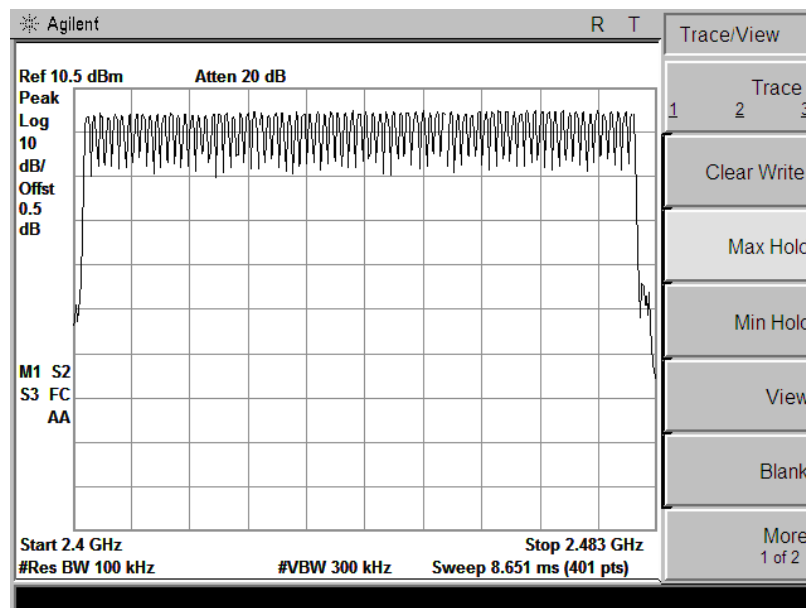 Agilent R T
Trace/View
Ref 10.5 dBm Atten 20 dB
Peak
Log
10
dB/
Offst
0.5
dB
M1 S2
S3 FC
AA
Start 2.4 GHz Stop 2.483 GHz
#Res BW 100 kHz #VBW 300 kHz Sweep 8.651 ms (401 pts)
Trace
1 2 3
Clear Write
Max Hold
Min Hold
View
Blank
More
1 of 2